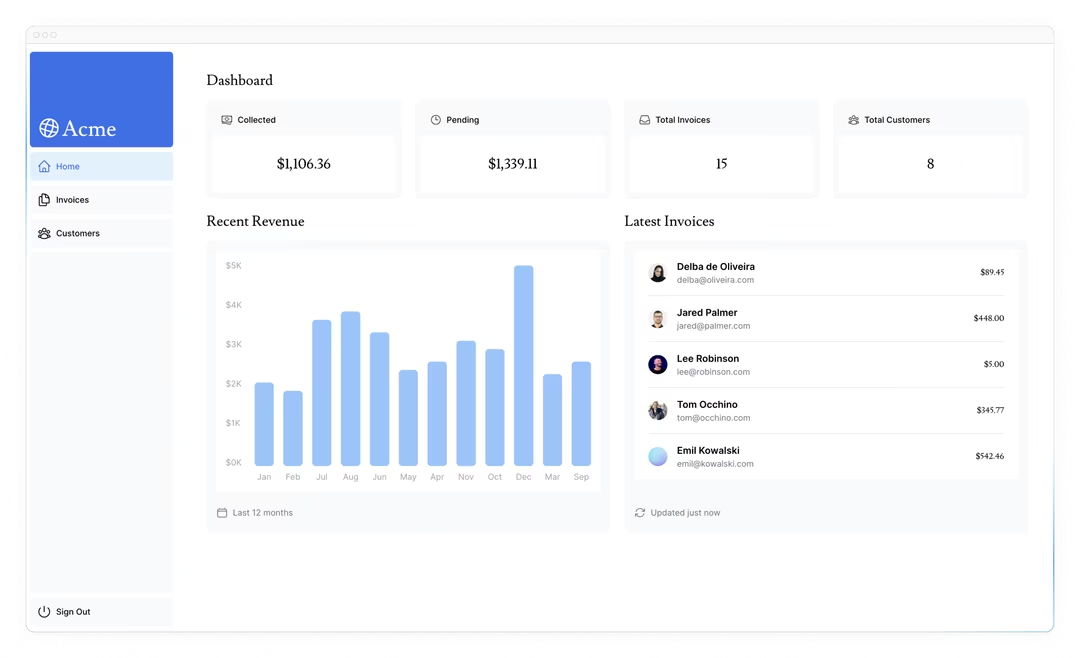 Acme
Home
Invoices
Customers
Sign Out
Dashboard
Collected
$1,106.36
Pending
$1,339.11
Total Invoices
15
Total Customers
8
Recent Revenue
$5K
$4K
$3K
$2K
$1K
$0K
Jan Feb Jul Aug Jun May Apr Nov Oct Dec Mar Sep
Last 12 months
Latest Invoices
Delba de Oliveira
delba@oliveira.com
$89.45
Jared Palmer
jared@palmer.com
$448.00
Lee Robinson
lee@robinson.com
$5.00
Tom Occhino
tom@occhino.com
$345.77
Emil Kowalski
emil@kowalski.com
$542.46
Updated just now